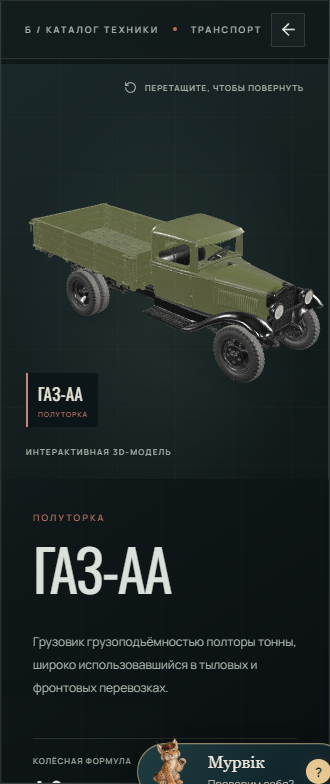 Б / КАТАЛОГ ТЕХНИКИ • ТРАНСПОРТ
ПЕРЕТАЩИТЕ, ЧТОБЫ ПОВЕРНУТЬ
ГАЗ-АА
ПОЛУТОРКА
ИНТЕРАКТИВНАЯ 3D-МОДЕЛЬ
ПОЛУТОРКА
ГАЗ-АА
Грузовик грузоподъёмностью полторы тонны,
широко использовавшийся в тыловых и
фронтовых перевозках.
КОЛЁСНАЯ ФОРМУЛА
Мурвік
?